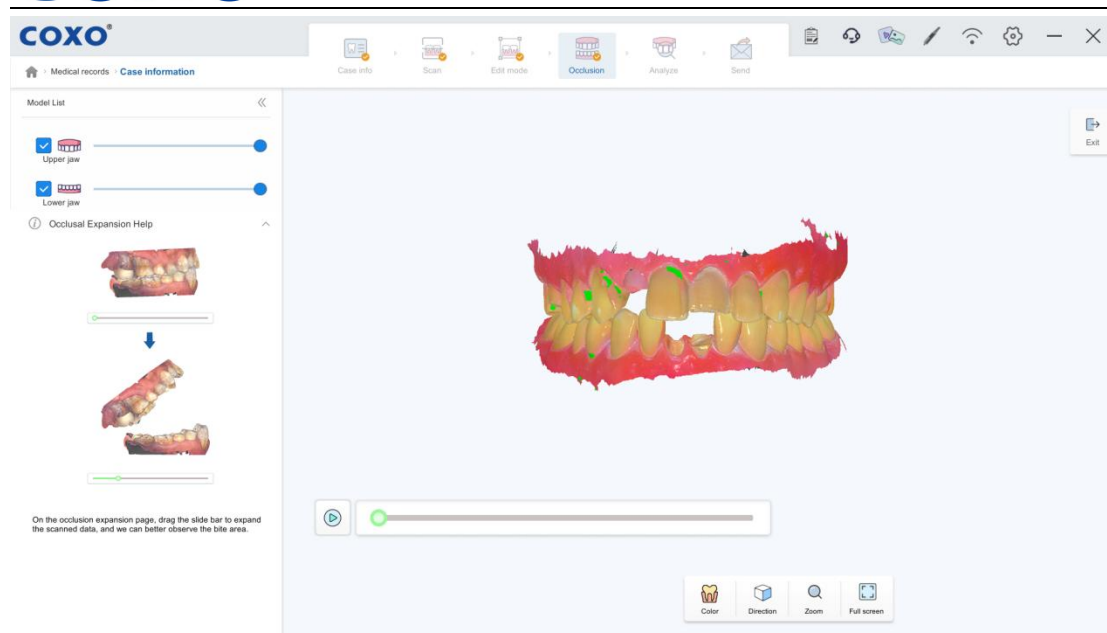 COXO®
Case info
Scan
Edit mode
Occlusion
Analyze
Send
Medical records
Case information
Model List
Exit
Upper jaw
Lower jaw
Occlusal Expansion Help
On the occlusion expansion page, drag the slide bar to expand
the scanned data, and we can better observe the bite area.
Color
Direction
Zoom
Full screen